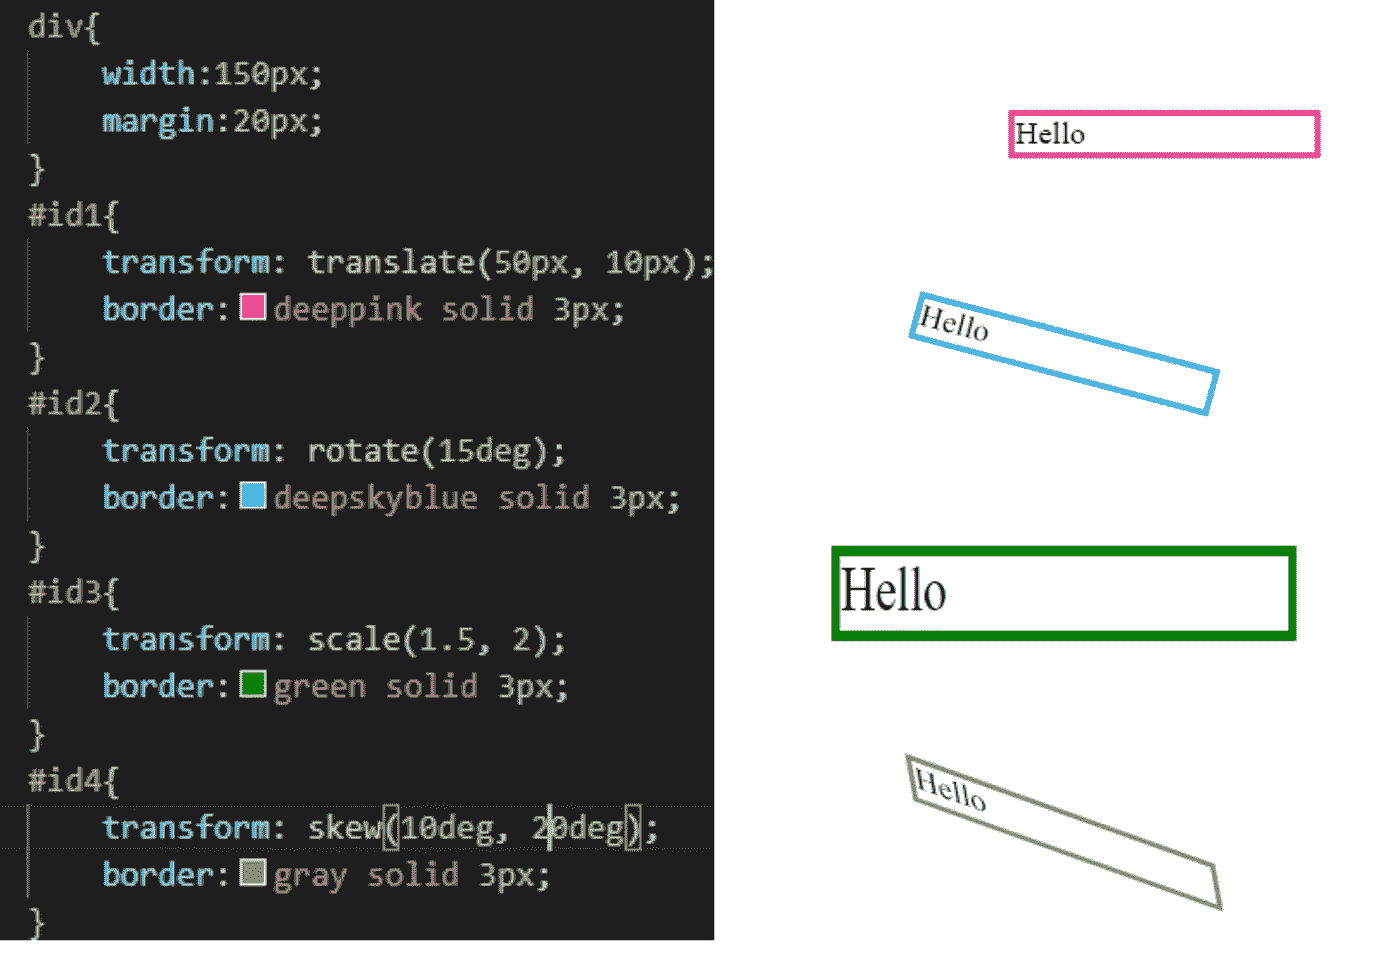 div{
width:150px;
margin:20px;
}
#id1{
transform: translate(50px, 10px);
border: deeppink solid 3px;
}
#id2{
transform: rotate(15deg);
border: deepskyblue solid 3px;
}
#id3{
transform: scale(1.5, 2);
border: green solid 3px;
}
#id4{
transform: skew(10deg, 20deg);
border: gray solid 3px;
}
Hello
Hello
Hello
Hello